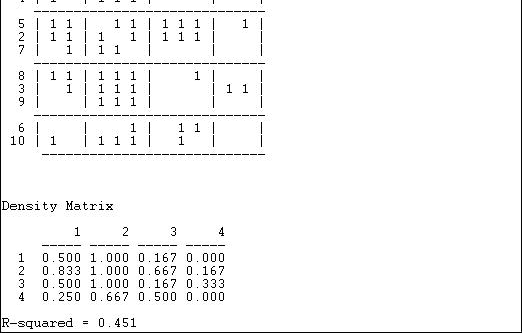 5 | 1 1 | 1 1 | 1 1 1 | 1 |
2 | 1 1 | 1 1 | 1 1 1 | |
7 | 1 | 1 1 | | |
8 | 1 1 | 1 1 1 | 1 | |
3 | 1 | 1 1 1 | | 1 1 |
9 | | 1 1 1 | | |
6 | | 1 | 1 1 | |
10 | 1 | 1 1 1 | 1 | |
Density Matrix
1 2 3 4
----- ----- ----- -----
1 0.500 1.000 0.167 0.000
2 0.833 1.000 0.667 0.167
3 0.500 1.000 0.167 0.333
4 0.250 0.667 0.500 0.000
R-squared = 0.451